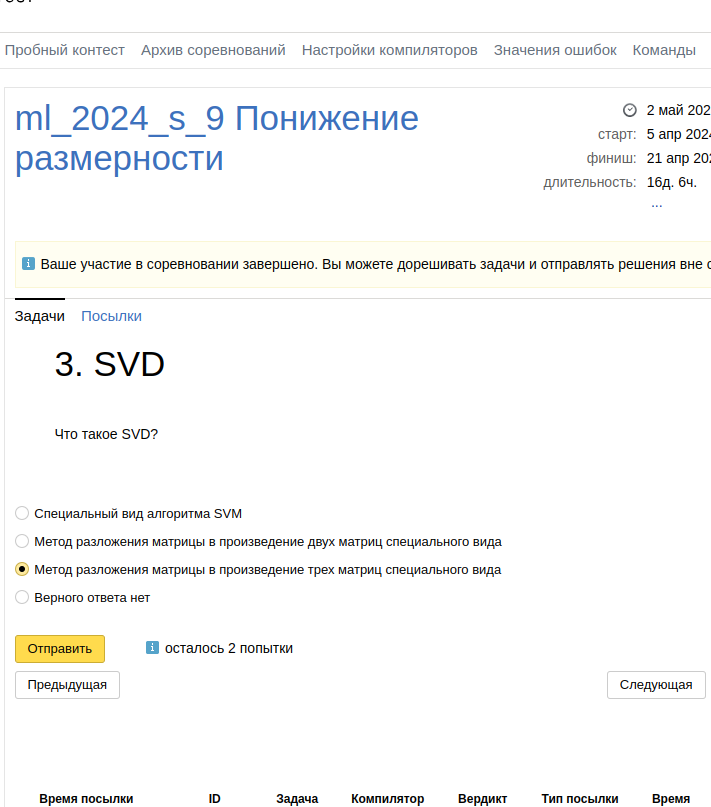 Пробный контест Архив соревнований Настройки компиляторов Значения ошибок Команды
ml_2024_s_9 Понижение
размерности
2 май 202
старт: 5 апр 2024
финиш: 21 апр 202
длительность: 16д. 6ч.
...
Ваше участие в соревновании завершено. Вы можете дорешивать задачи и отправлять решения вне с
Задачи Посылки
3. SVD
Что такое SVD?
Специальный вид алгоритма SVM
Метод разложения матрицы в произведение двух матриц специального вида
Метод разложения матрицы в произведение трех матриц специального вида
Верного ответа нет
Отправить осталось 2 попытки
Предыдущая Следующая
Время посылки ID Задача Компилятор Вердикт Тип посылки Время